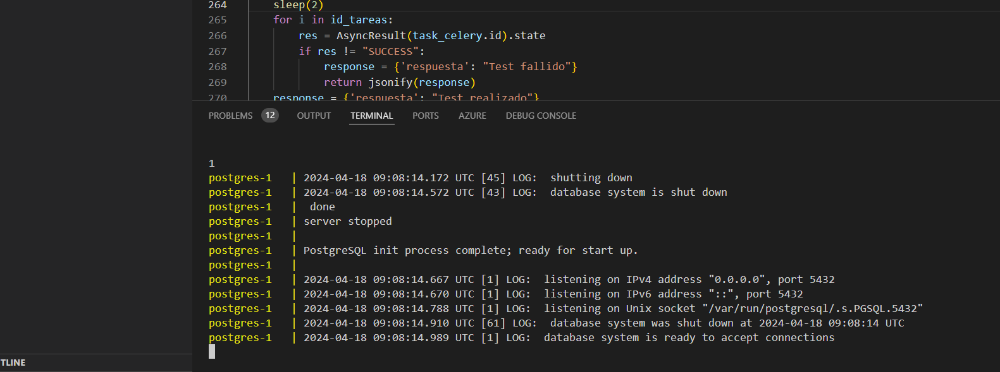 264 sleep(2)
265 for i in id_tareas:
266 res = AsyncResult(task_celery.id).state
267 if res != "SUCCESS":
268 response = {'respuesta': "Test fallido"}
269 return jsonify(response)
270 response = {'respuesta': "Test realizado"}
PROBLEMS 12 OUTPUT TERMINAL PORTS AZURE DEBUG CONSOLE
1
postgres-1 | 2024-04-18 09:08:14.172 UTC [45] LOG: shutting down
postgres-1 | 2024-04-18 09:08:14.572 UTC [43] LOG: database system is shut down
postgres-1 | done
postgres-1 | server stopped
postgres-1 |
postgres-1 | PostgreSQL init process complete; ready for start up.
postgres-1 |
postgres-1 | 2024-04-18 09:08:14.667 UTC [1] LOG: listening on IPv4 address "0.0.0.0", port 5432
postgres-1 | 2024-04-18 09:08:14.670 UTC [1] LOG: listening on IPv6 address "::", port 5432
postgres-1 | 2024-04-18 09:08:14.788 UTC [1] LOG: listening on Unix socket "/var/run/postgresql/.s.PGSQL.5432"
postgres-1 | 2024-04-18 09:08:14.910 UTC [61] LOG: database system was shut down at 2024-04-18 09:08:14 UTC
postgres-1 | 2024-04-18 09:08:14.989 UTC [1] LOG: database system is ready to accept connections
TLINE